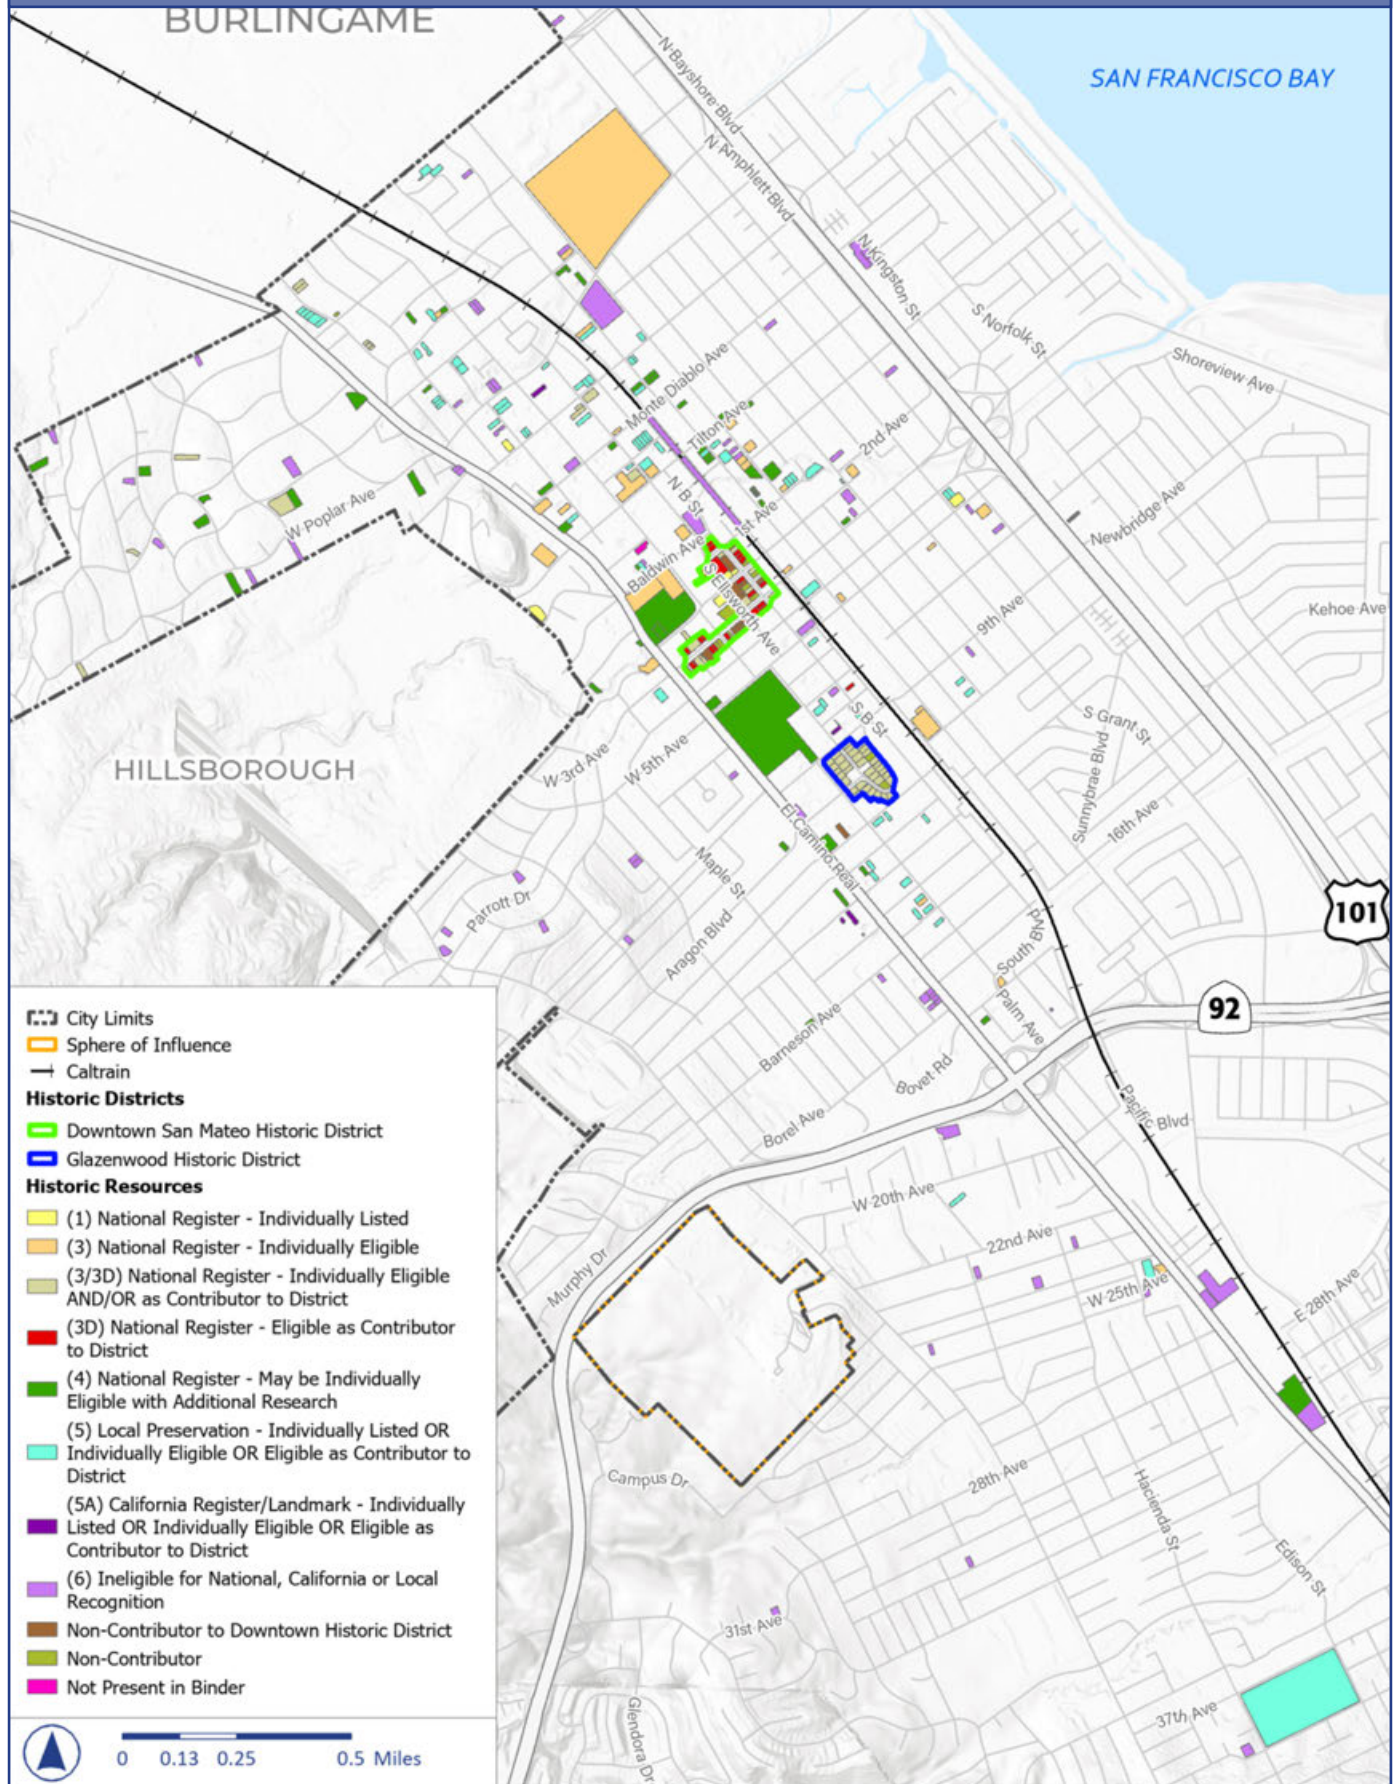 BURLINGAME
SAN FRANCISCO BAY
N Bayshore Blvd
N Amphlett Blvd
N Kingston St
S Norfolk St
Shoreview Ave
Monte Diablo Ave
Tilton Ave
2nd Ave
N B St
1st Ave
W Poplar Ave
Newbridge Ave
Baldwin Ave
S Ellsworth Ave
9th Ave
Kehoe Ave
HILLSBOROUGH
W 3rd Ave
W 5th Ave
S B St
S Grant St
Sunnybrae Blvd
16th Ave
El Camino Real
Maple St
Parrott Dr
Aragon Blvd
101
South Blvd
Palm Ave
92
Barneson Ave
Bovet Rd
Borel Ave
Pacific Blvd
W 20th Ave
22nd Ave
W 25th Ave
E 28th Ave
Murphy Dr
Campus Dr
28th Ave
Hacienda St
Edison St
31st Ave
37th Ave
Glendora Dr
City Limits
Sphere of Influence
Caltrain
Historic Districts
Downtown San Mateo Historic District
Glazenwood Historic District
Historic Resources
(1) National Register - Individually Listed
(3) National Register - Individually Eligible
(3/3D) National Register - Individually Eligible
AND/OR as Contributor to District
(3D) National Register - Eligible as Contributor
to District
(4) National Register - May be Individually
Eligible with Additional Research
(5) Local Preservation - Individually Listed OR
Individually Eligible OR Eligible as Contributor to
District
(5A) California Register/Landmark - Individually
Listed OR Individually Eligible OR Eligible as
Contributor to District
(6) Ineligible for National, California or Local
Recognition
Non-Contributor to Downtown Historic District
Non-Contributor
Not Present in Binder
0 0.13 0.25 0.5 Miles